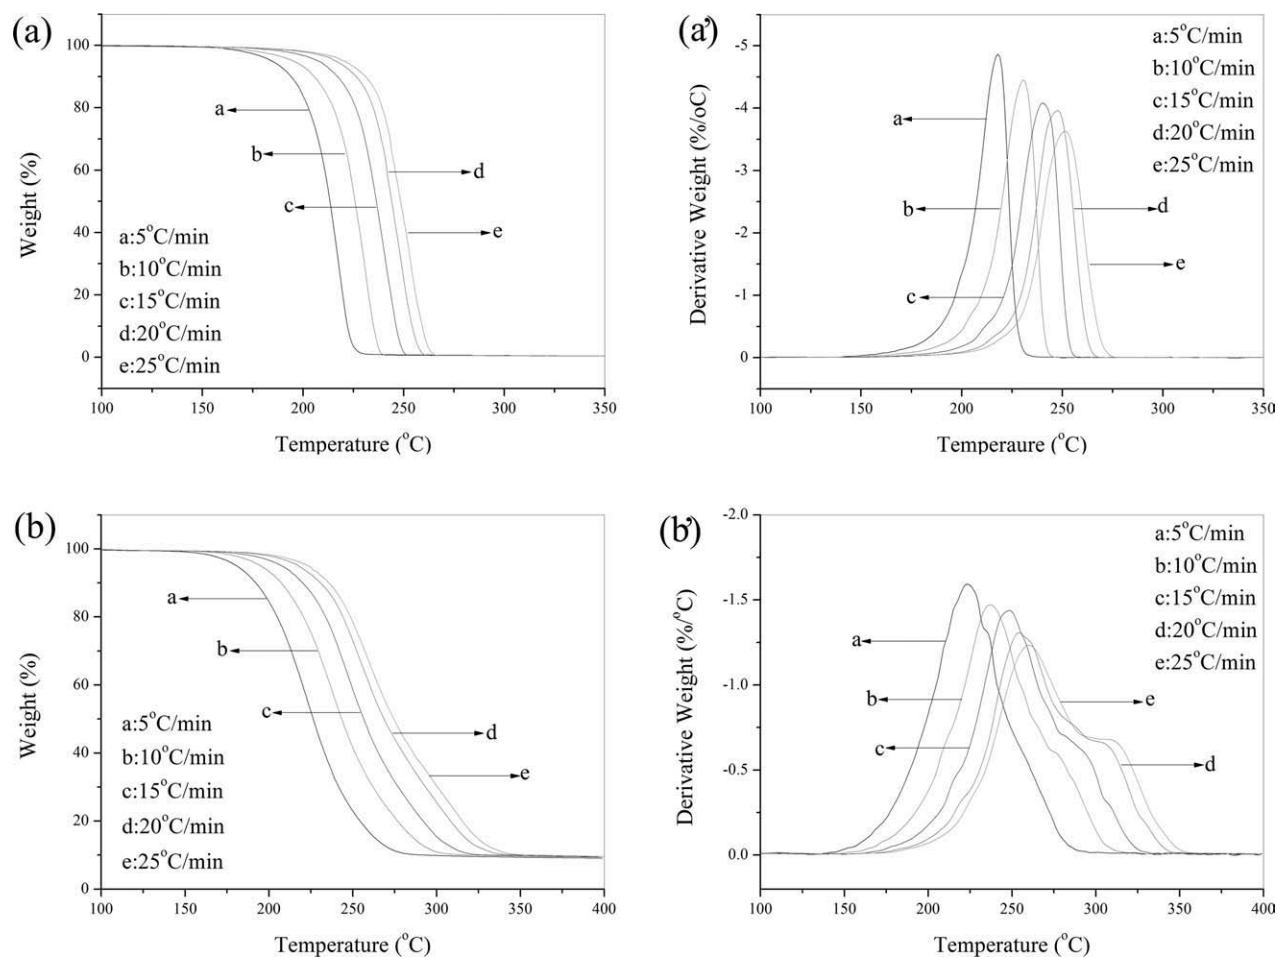 (a)
Weight (%)
100
80
60
40
20
0
a
b
c
d
e
a:5°C/min
b:10°C/min
c:15°C/min
d:20°C/min
e:25°C/min
100 150 200 250 300 350
Temperature (°C)
(a’)
Derivative Weight (%/oC)
-5
-4
-3
-2
-1
0
a:5°C/min
b:10°C/min
c:15°C/min
d:20°C/min
e:25°C/min
a
b
c
d
e
100 150 200 250 300 350
Temperaure (°C)
(b)
Weight (%)
100
80
60
40
20
0
a
b
c
d
e
a:5°C/min
b:10°C/min
c:15°C/min
d:20°C/min
e:25°C/min
100 150 200 250 300 350 400
Temperature (°C)
(b’)
Derivative Weight (%/°C)
-2.0
-1.5
-1.0
-0.5
0.0
a:5°C/min
b:10°C/min
c:15°C/min
d:20°C/min
e:25°C/min
a
b
c
e
d
100 150 200 250 300 350 400
Temperature (°C)